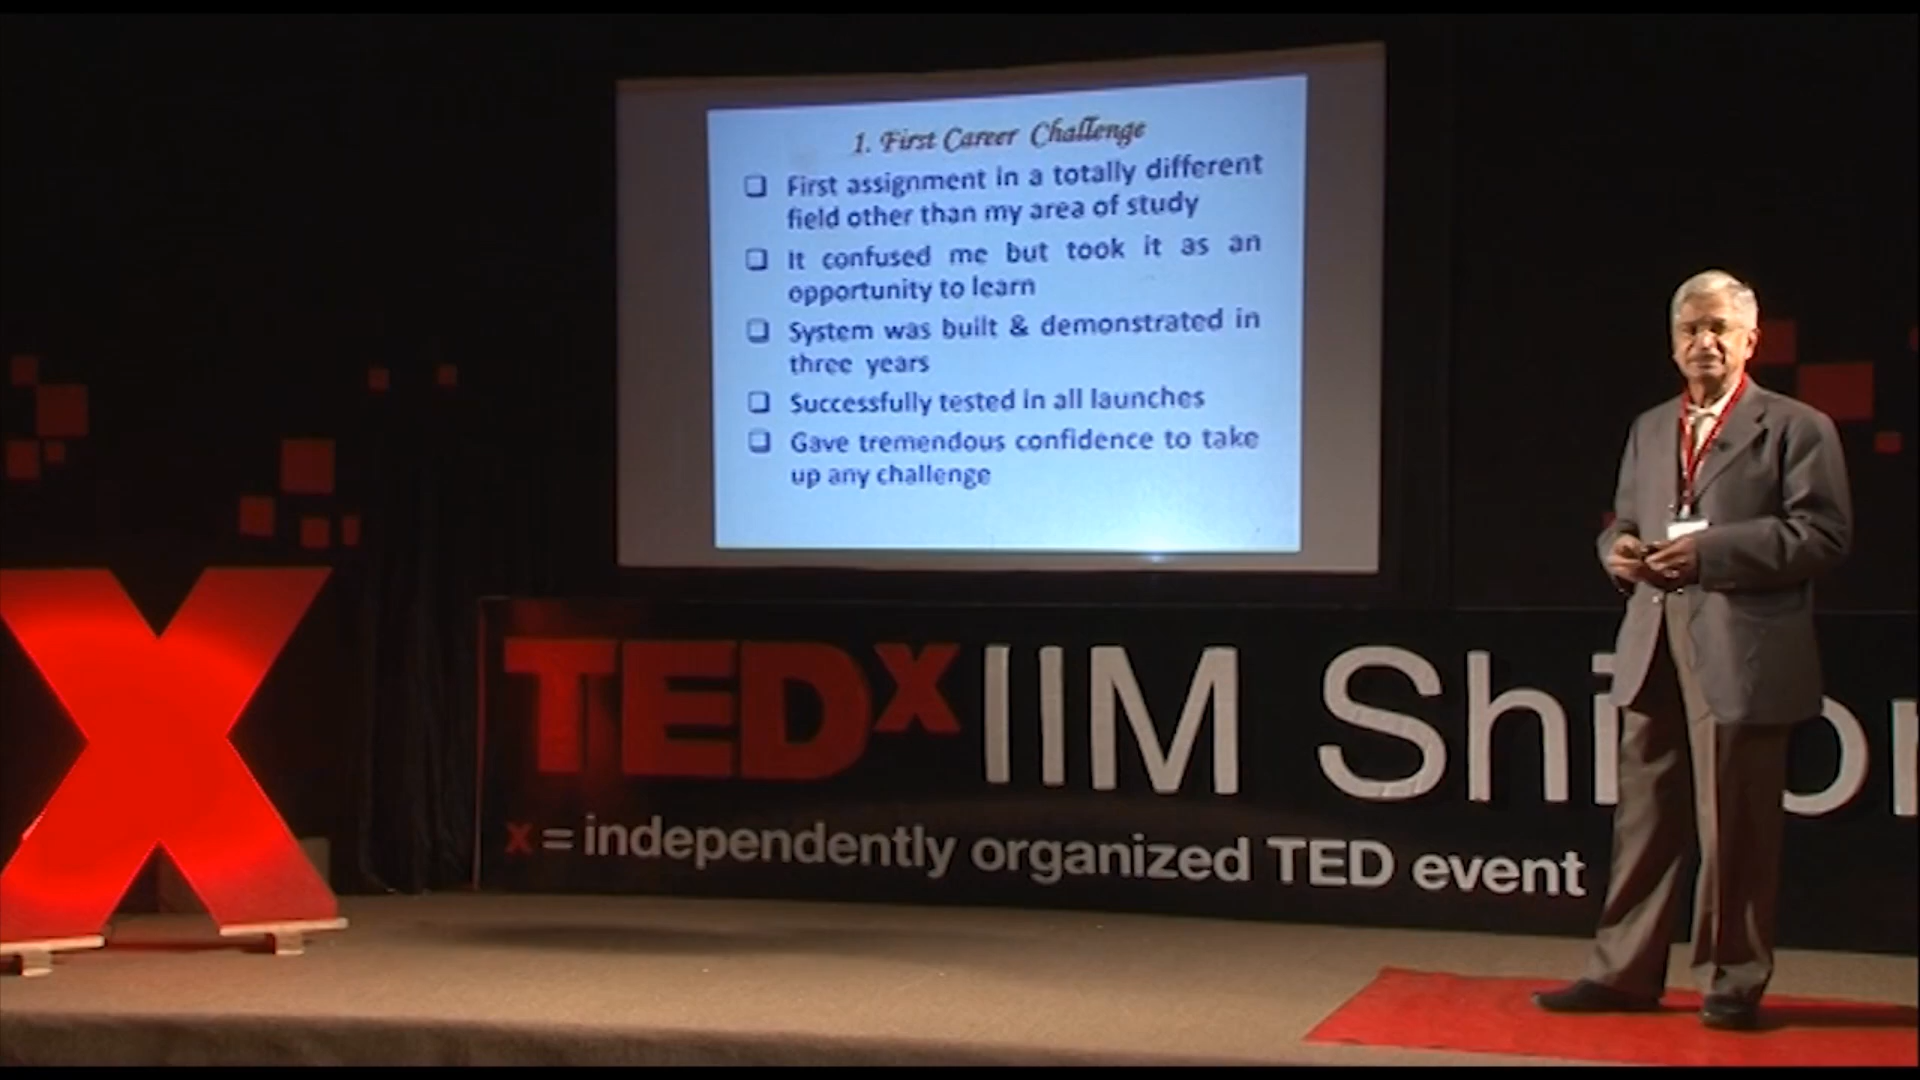 1. First Career Challenge
❑ First assignment in a totally different
field other than my area of study
❑ It confused me but took it as an
opportunity to learn
❑ System was built & demonstrated in
three years
❑ Successfully tested in all launches
❑ Gave tremendous confidence to take
up any challenge
X
TEDx IIM Shi
x = independently organized TED event